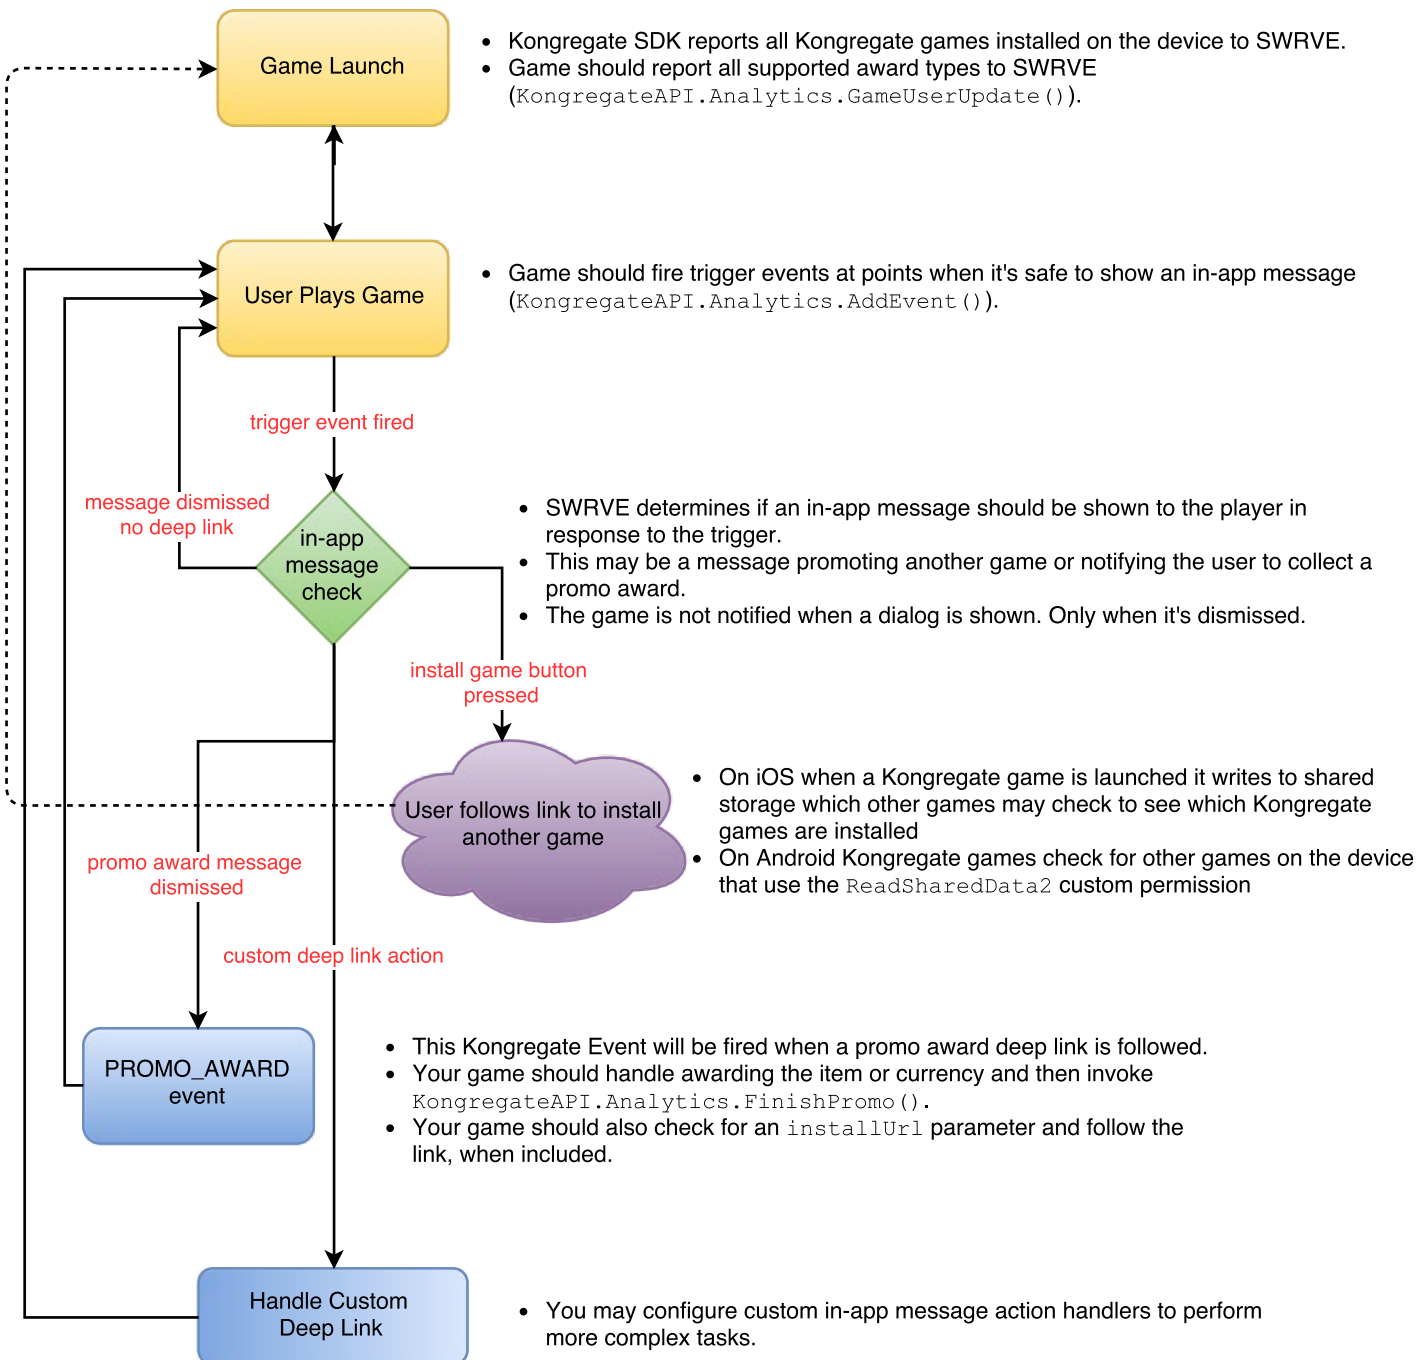 Game Launch
• Kongregate SDK reports all Kongregate games installed on the device to SWRVE.
• Game should report all supported award types to SWRVE
(KongregateAPI.Analytics.GameUserUpdate()).
User Plays Game
• Game should fire trigger events at points when it's safe to show an in-app message
(KongregateAPI.Analytics.AddEvent()).
trigger event fired
message dismissed
no deep link
in-app
message
check
• SWRVE determines if an in-app message should be shown to the player in
response to the trigger.
• This may be a message promoting another game or notifying the user to collect a
promo award.
• The game is not notified when a dialog is shown. Only when it's dismissed.
install game button
pressed
User follows link to install
another game
• On iOS when a Kongregate game is launched it writes to shared
storage which other games may check to see which Kongregate
games are installed
• On Android Kongregate games check for other games on the device
that use the ReadSharedData2 custom permission
promo award message
dismissed
custom deep link action
PROMO_AWARD
event
• This Kongregate Event will be fired when a promo award deep link is followed.
• Your game should handle awarding the item or currency and then invoke
KongregateAPI.Analytics.FinishPromo().
• Your game should also check for an installUrl parameter and follow the
link, when included.
Handle Custom
Deep Link
• You may configure custom in-app message action handlers to perform
more complex tasks.